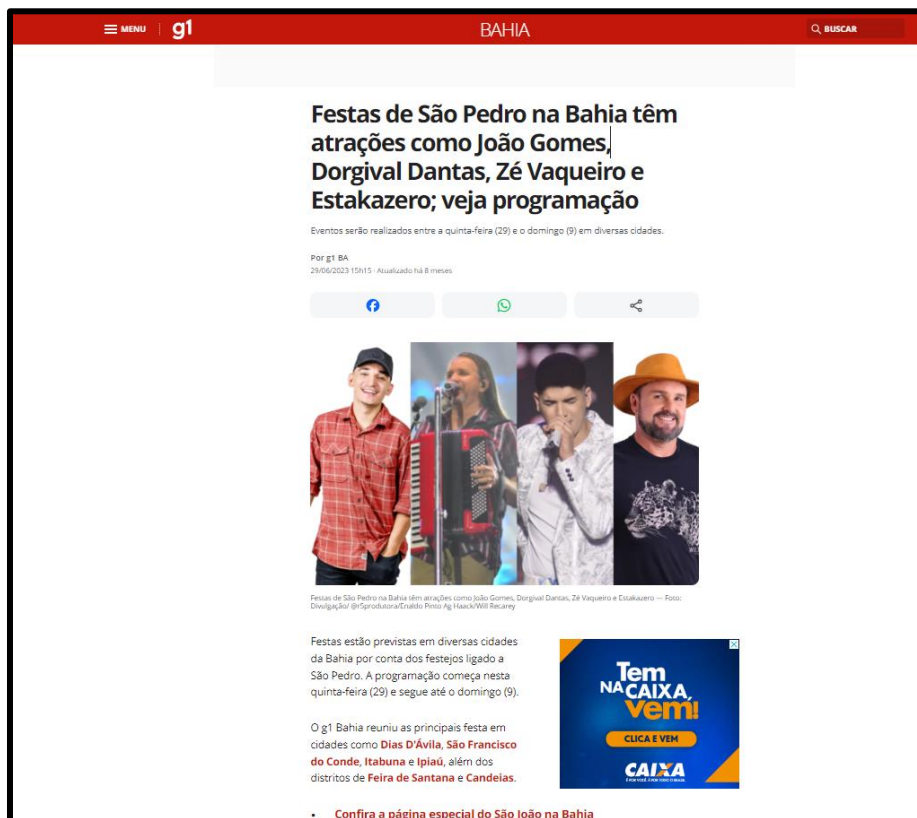 MENU
g1
BAHIA
BUSCAR
Festas de São Pedro na Bahia têm
atrações como João Gomes,
Dorgival Dantas, Zé Vaqueiro e
Estakazero; veja programação
Eventos serão realizados entre a quinta-feira (29) e o domingo (9) em diversas cidades.
Por g1 BA
29/06/2023 15h15 · Atualizado há 8 meses
Festas de São Pedro na Bahia têm atrações como João Gomes, Dorgival Dantas, Zé Vaqueiro e Estakazero — Foto:
Divulgação/ @r5produtora/Enaldo Pinto Ag Haack/Will Recarey
Festas estão previstas em diversas cidades
da Bahia por conta dos festejos ligado a
São Pedro. A programação começa nesta
quinta-feira (29) e segue até o domingo (9).
O g1 Bahia reuniu as principais festa em
cidades como Dias D'Ávila, São Francisco
do Conde, Itabuna e Ipiaú, além dos
distritos de Feira de Santana e Candeias.
• Confira a página especial do São João na Bahia
Tem
NA CAIXA,
vem!
CLICA E VEM
CAIXA